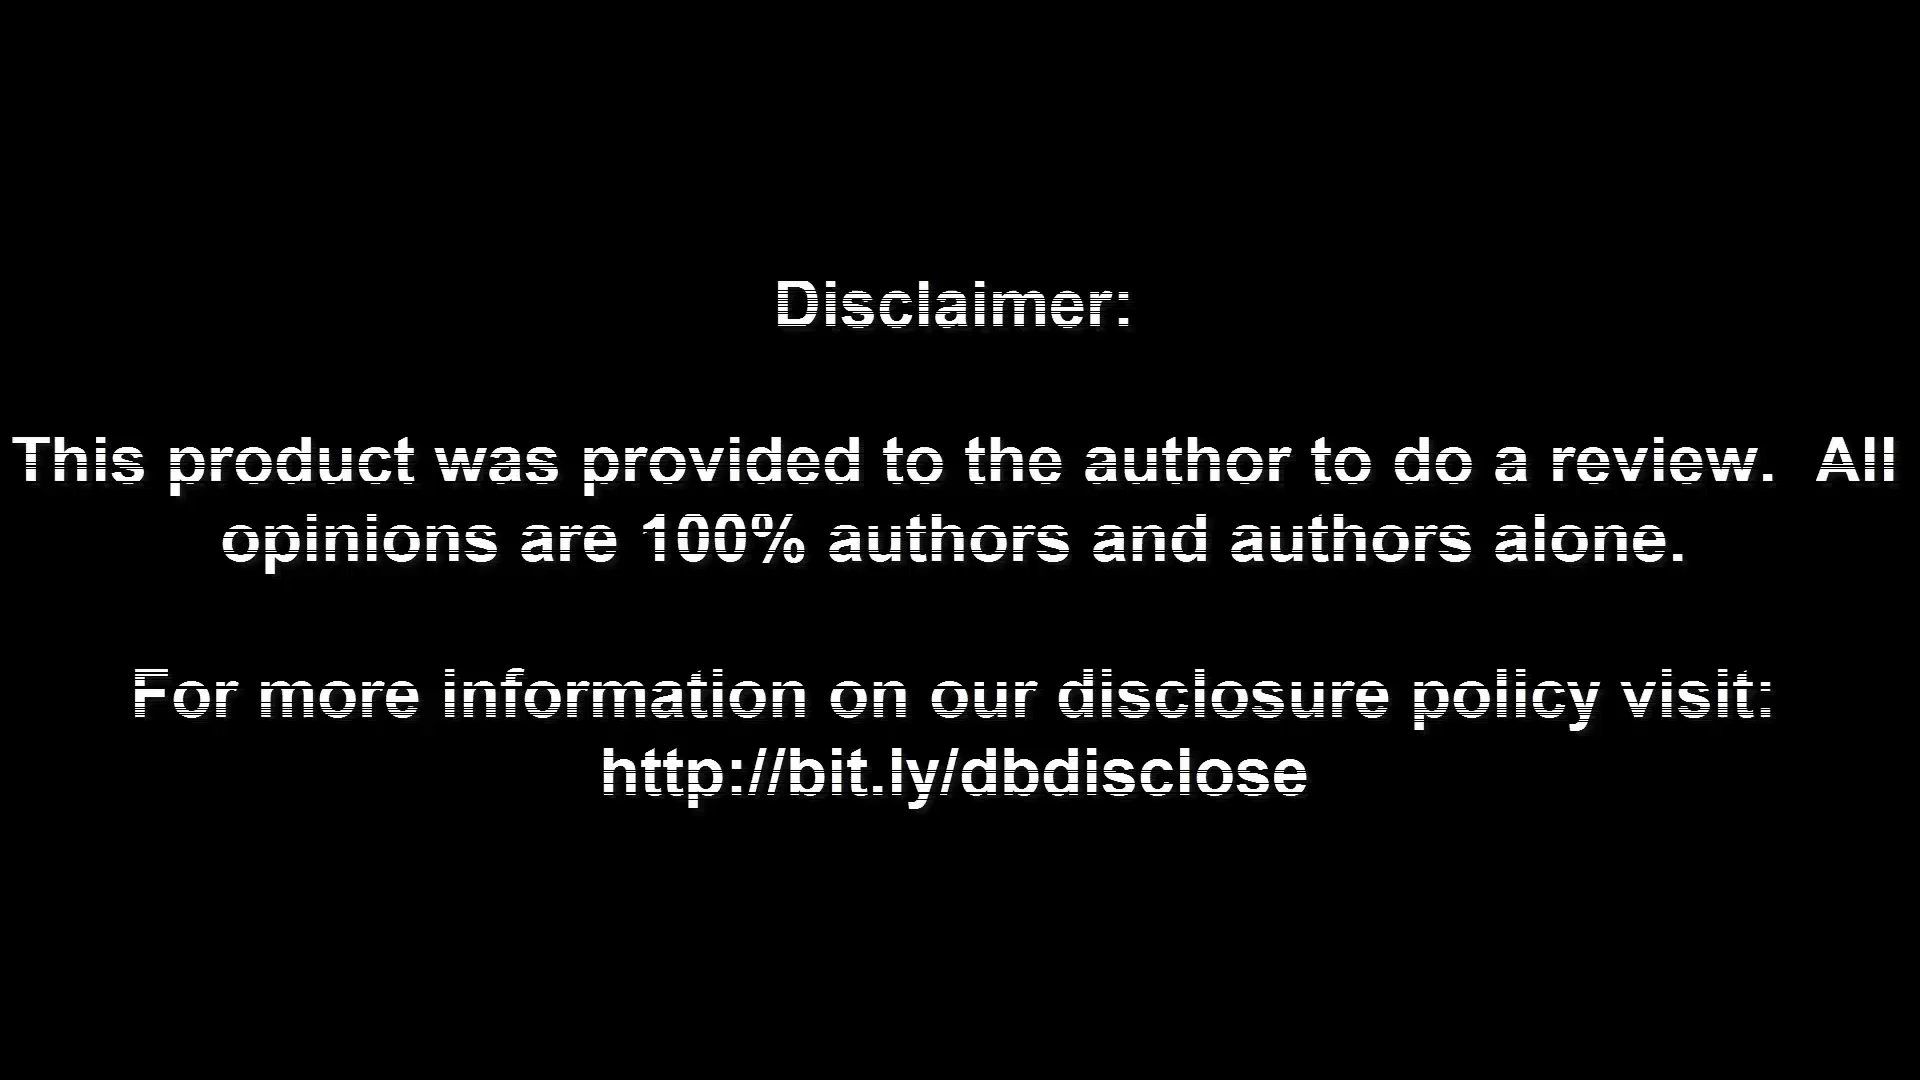 Disclaimer:
This product was provided to the author to do a review.  All
opinions are 100% authors and authors alone.
For more information on our disclosure policy visit:
http://bit.ly/dbdisclose